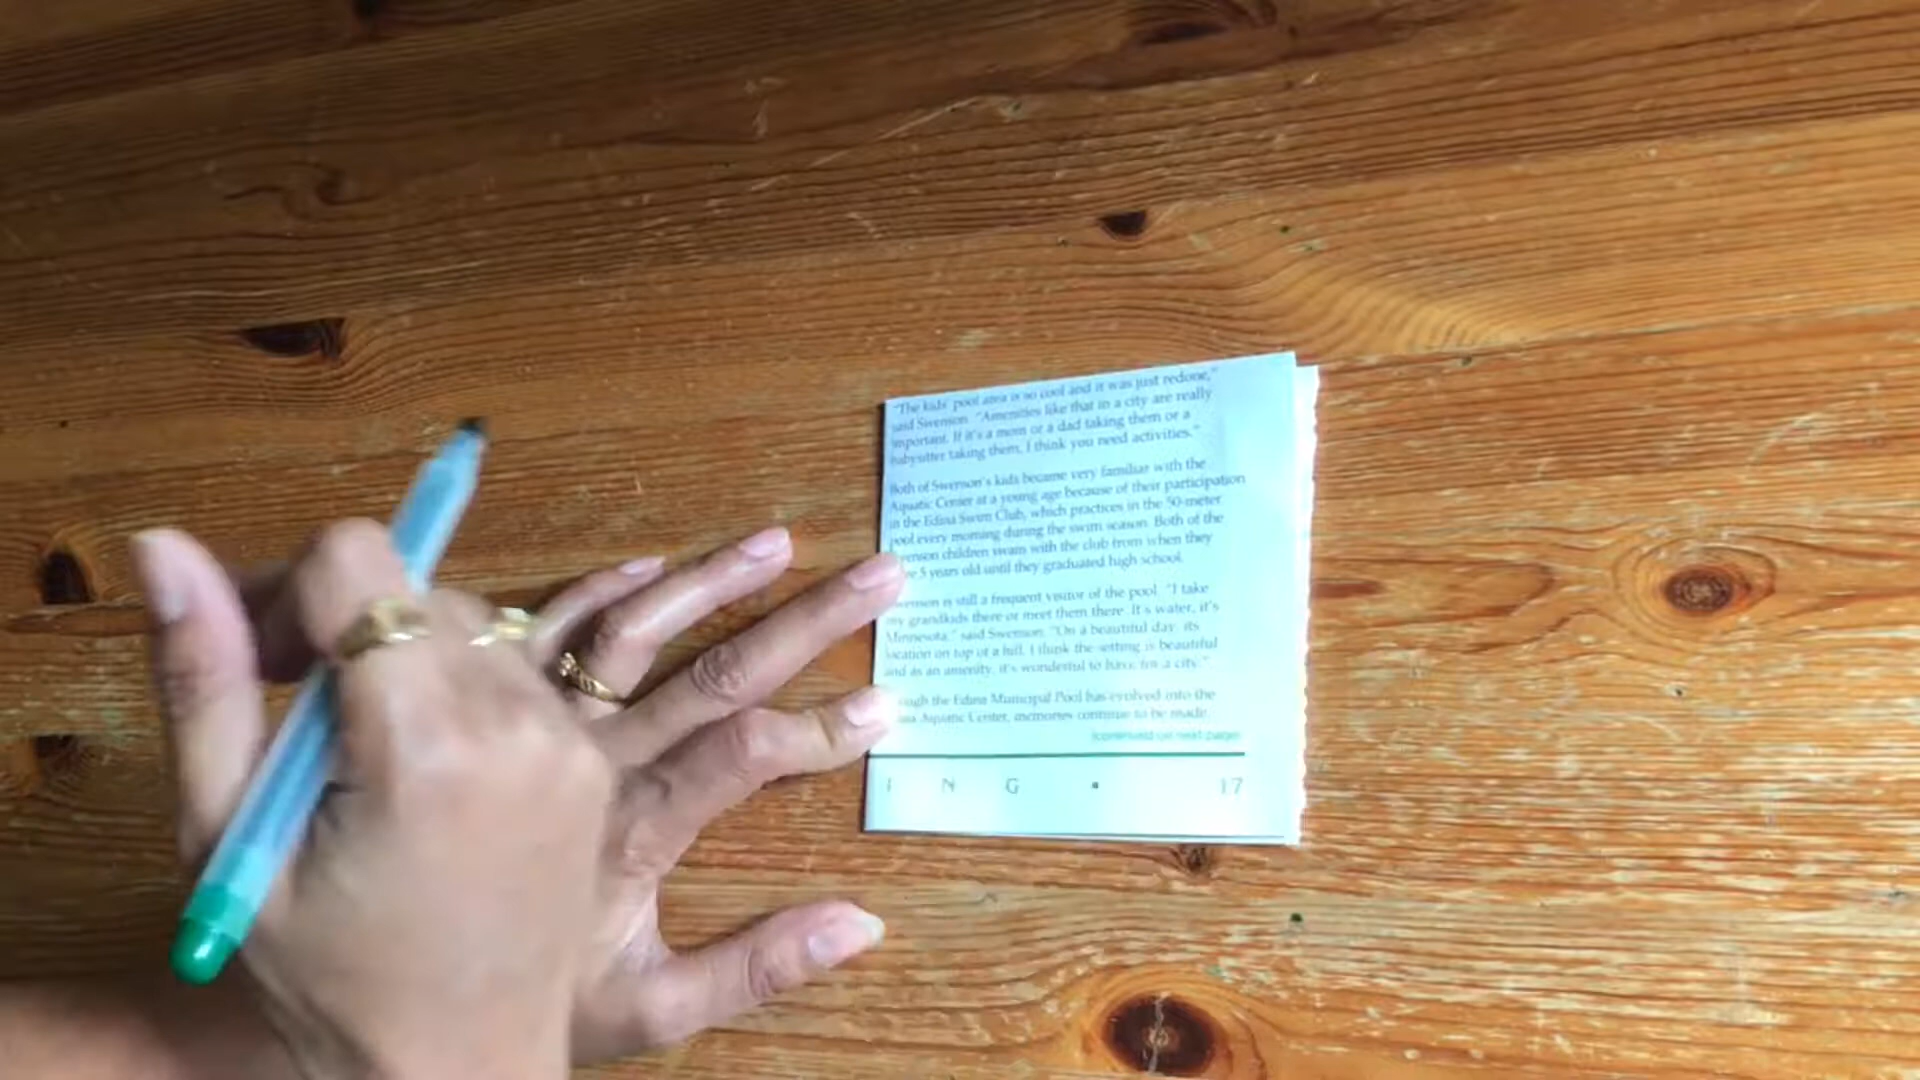 "The kids' pool area is so cool and it was just redone,"
said Swenson. "Amenities like that in a city are really
important. If it's a mom or a dad taking them or a
babysitter taking them, I think you need activities."
Both of Swenson's kids became very familiar with the
Aquatic Center at a young age because of their participation
in the Edina Swim Club, which practices in the 50-meter
pool every morning during the swim season. Both of the
children swam with the club from when they
5 years old until they graduated high school.
is still a frequent visitor of the pool. "I take
my grandkids there or meet them there. It's water, it's
Minnesota," said Swenson. "On a beautiful day, its
location on top of a hill, I think the setting is beautiful
and as an amenity, it's wonderful to have for a city."
the Edina Municipal Pool has evolved into the
Aquatic Center, memories continue to be made.
(continued on next page)
I N G • 17